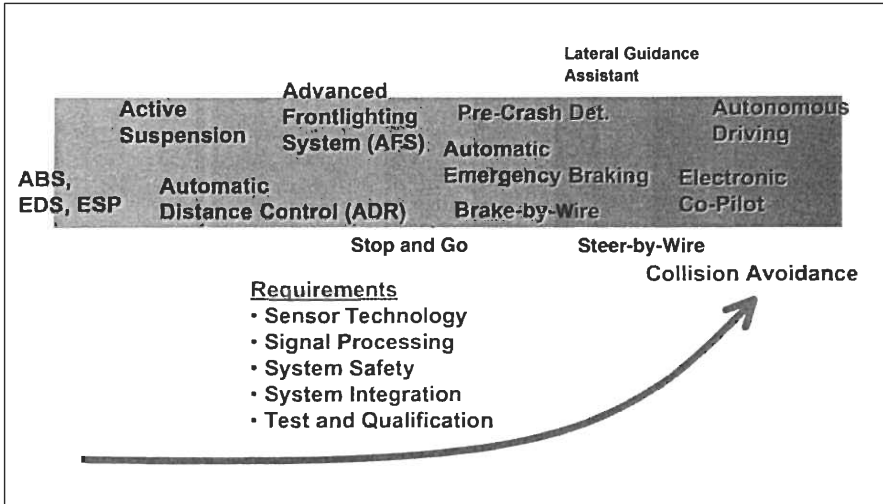 Lateral Guidance
Assistant
Active
Suspension
Advanced
Frontlighting
System (AFS)
Pre-Crash Det.
Autonomous
Driving
ABS,
EDS, ESP
Automatic
Distance Control (ADR)
Automatic
Emergency Braking
Brake-by-Wire
Electronic
Co-Pilot
Stop and Go
Steer-by-Wire
Collision Avoidance
Requirements
• Sensor Technology
• Signal Processing
• System Safety
• System Integration
• Test and Qualification